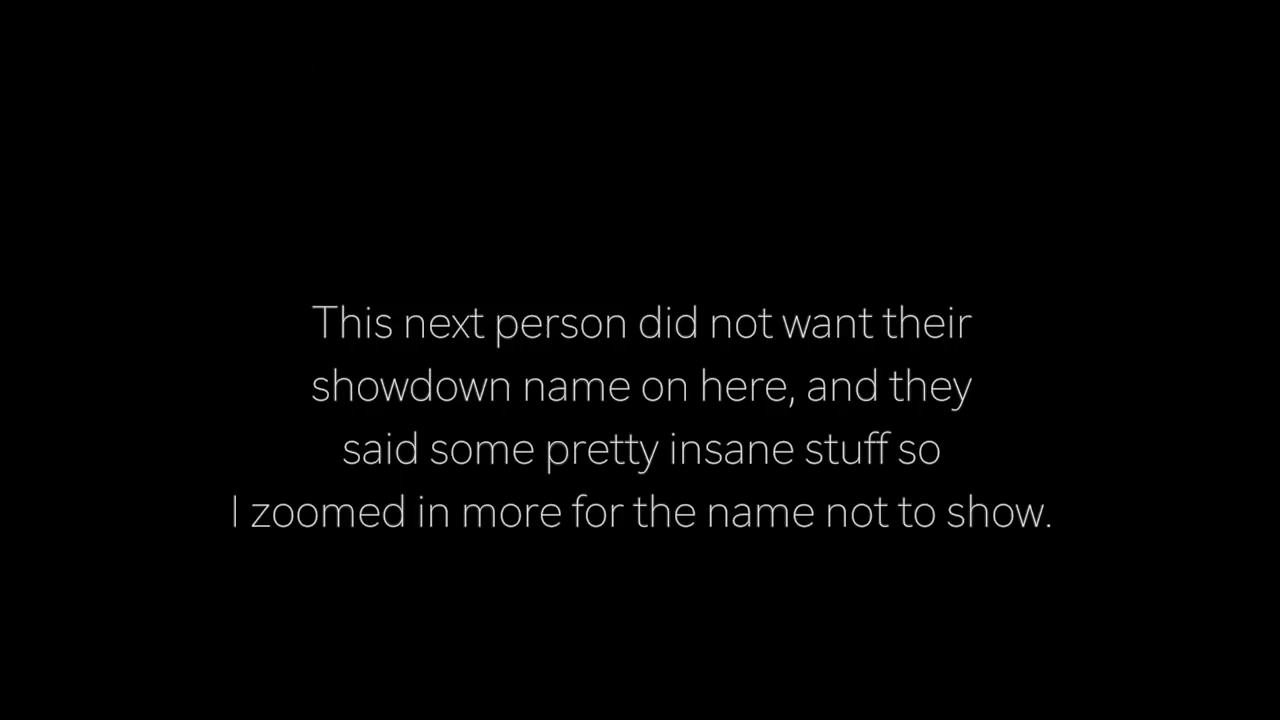 This next person did not want their
showdown name on here, and they
said some pretty insane stuff so
I zoomed in more for the name not to show.